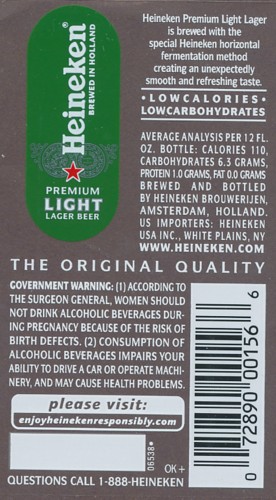 Heineken
BREWED IN HOLLAND
PREMIUM
LIGHT
LAGER BEER
Heineken Premium Light Lager
is brewed with the
special Heineken horizontal
fermentation method
creating an unexpectedly
smooth and refreshing taste.
• LOW CALORIES •
LOW CARBOHYDRATES
AVERAGE ANALYSIS PER 12 FL.
OZ. BOTTLE: CALORIES 110,
CARBOHYDRATES 6.3 GRAMS,
PROTEIN 1.0 GRAMS, FAT 0.0 GRAMS
BREWED AND BOTTLED
BY HEINEKEN BROUWERIJEN,
AMSTERDAM, HOLLAND.
US IMPORTERS: HEINEKEN
USA INC., WHITE PLAINS, NY
WWW.HEINEKEN.COM
THE ORIGINAL QUALITY
GOVERNMENT WARNING: (1) ACCORDING TO
THE SURGEON GENERAL, WOMEN SHOULD
NOT DRINK ALCOHOLIC BEVERAGES DUR-
ING PREGNANCY BECAUSE OF THE RISK OF
BIRTH DEFECTS. (2) CONSUMPTION OF
ALCOHOLIC BEVERAGES IMPAIRS YOUR
ABILITY TO DRIVE A CAR OR OPERATE MACHI-
NERY, AND MAY CAUSE HEALTH PROBLEMS.
please visit:
enjoyheinekenresponsibly.com
06538•
OK+
QUESTIONS CALL 1-888-HEINEKEN
0 72890 00156 6